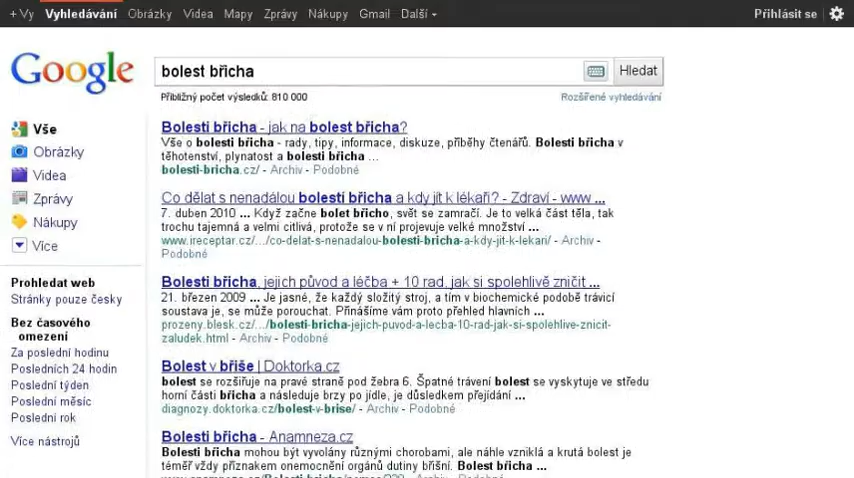 + Vy Vyhledávání Obrázky Videa Mapy Zprávy Nákupy Gmail Další Přihlásit se
Google
bolest břicha Hledat
Přibližný počet výsledků: 810 000 Rozšířené vyhledávání
Vše
Obrázky
Videa
Zprávy
Nákupy
Více
Prohledat web
Stránky pouze česky
Bez časového
omezení
Za poslední hodinu
Posledních 24 hodin
Poslední týden
Poslední měsíc
Poslední rok
Více nástrojů
Bolesti břicha - jak na bolest břicha?
Vše o bolesti břicha - rady, tipy, informace, diskuze, příběhy čtenářů. Bolesti břicha v
těhotenství, plynatost a bolesti břicha ...
bolesti-bricha.cz/ - Archiv - Podobné
Co dělat s nenadálou bolestí břicha a kdy jít k lékaři? - Zdraví - www ...
7. duben 2010 ... Když začne bolet břicho, svět se zamračí. Je to velká část těla, tak
trochu tajemná a velmi citlivá, protože se v ní projevuje velké množství ...
www.ireceptar.cz/.../co-delat-s-nenadalou-bolesti-bricha-a-kdy-jit-k-lekari/ - Archiv -
Podobné
Bolesti břicha, jejich původ a léčba + 10 rad, jak si spolehlivě zničit ...
21. březen 2009 ... Je jasné, že každý složitý stroj, a tím v biochemické podobě trávicí
soustava je, se může porouchat. Přinášíme vám proto přehled hlavních ...
prozeny.blesk.cz/.../bolesti-bricha-jejich-puvod-a-lecba-10-rad-jak-si-spolehlive-znicit-
zaludek.html - Archiv - Podobné
Bolest v břiše | Doktorka.cz
bolest se rozšiřuje na pravé straně pod žebra 6. Špatné trávení bolest se vyskytuje ve středu
horní části břicha a následuje brzy po jídle, je důsledkem přejídání ...
diagnozy.doktorka.cz/bolest-v-brise/ - Archiv - Podobné
Bolesti břicha - Anamneza.cz
Bolesti břicha mohou být vyvolány různými chorobami, ale náhle vzniklá a krutá bolest je
téměř vždy příznakem onemocnění orgánů dutiny břišní. Bolest břicha ...